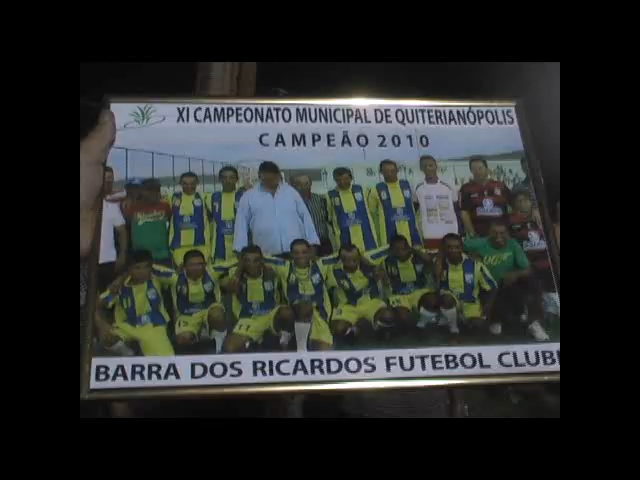 XI CAMPEONATO MUNICIPAL DE QUITERIANÓPOLIS
CAMPEÃO 2010
BARRA DOS RICARDOS FUTEBOL CLUBE